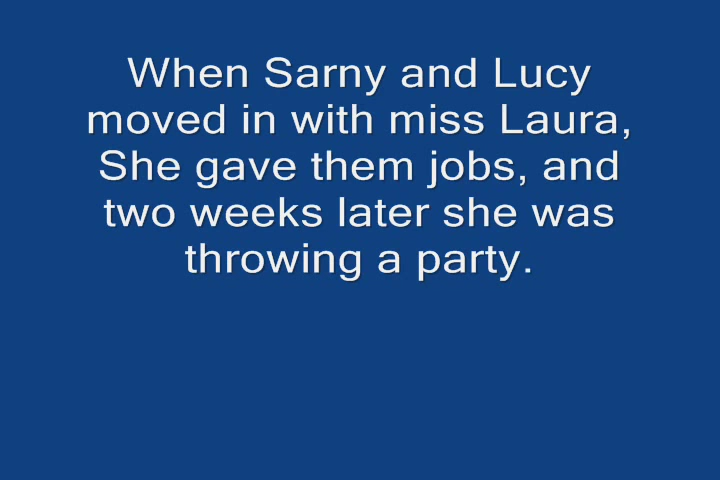 When Sarny and Lucy
moved in with miss Laura,
She gave them jobs, and
two weeks later she was
throwing a party.